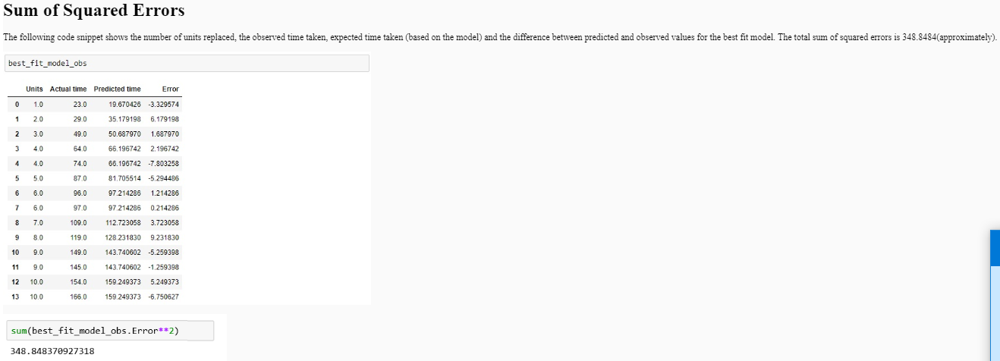 Sum of Squared Errors
The following code snippet shows the number of units replaced, the observed time taken, expected time taken (based on the model) and the difference between predicted and observed values for the best fit model. The total sum of squared errors is 348.8484(approximately).
best_fit_model_obs
Units Actual time Predicted time Error
0 1.0 23.0 19.670426 -3.329574
1 2.0 29.0 35.179198 6.179198
2 3.0 49.0 50.687970 1.687970
3 4.0 64.0 66.196742 2.196742
4 4.0 74.0 66.196742 -7.803258
5 5.0 87.0 81.705514 -5.294486
6 6.0 96.0 97.214286 1.214286
7 6.0 97.0 97.214286 0.214286
8 7.0 109.0 112.723058 3.723058
9 8.0 119.0 128.231830 9.231830
10 9.0 149.0 143.740602 -5.259398
11 9.0 145.0 143.740602 -1.259398
12 10.0 154.0 159.249373 5.249373
13 10.0 166.0 159.249373 -6.750627
sum(best_fit_model_obs.Error**2)
348.848370927318